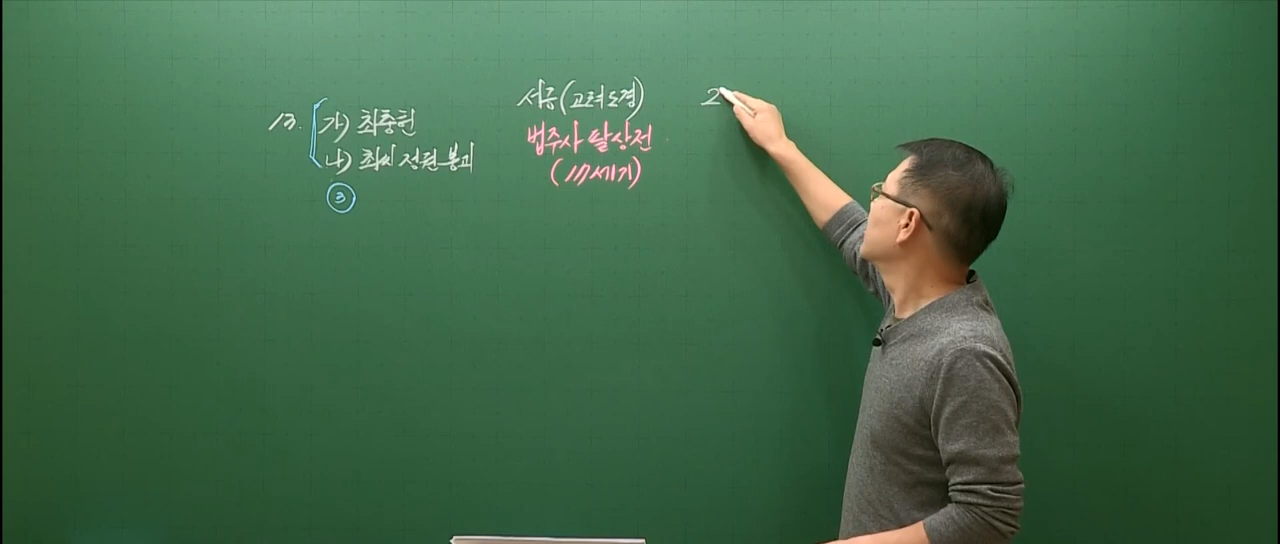 13. 가) 최충헌
나) 최씨 정권 붕괴
③
서긍(고려도경)
법주사 팔상전
(17세기)
2